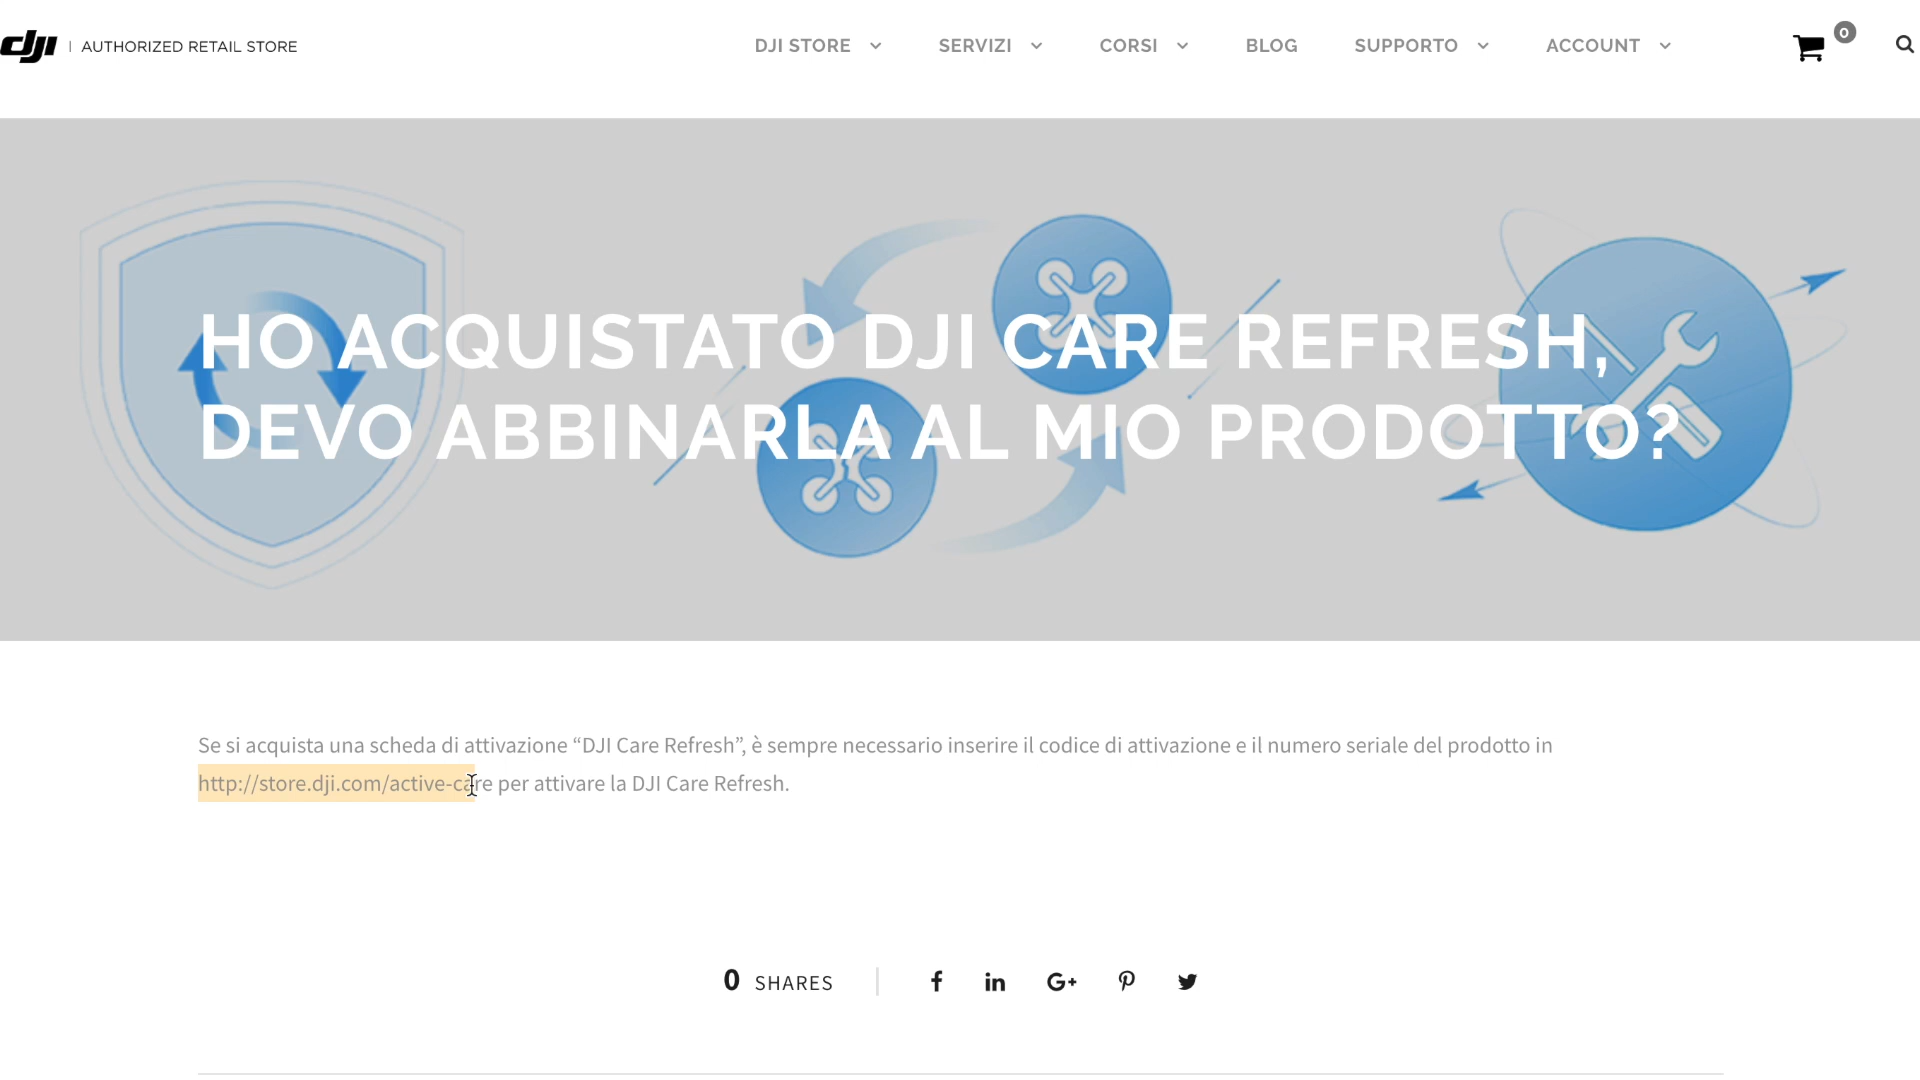 dji | AUTHORIZED RETAIL STORE
DJI STORE SERVIZI CORSI BLOG SUPPORTO ACCOUNT 0
HO ACQUISTATO DJI CARE REFRESH,
DEVO ABBINARLA AL MIO PRODOTTO?
Se si acquista una scheda di attivazione “DJI Care Refresh”, è sempre necessario inserire il codice di attivazione e il numero seriale del prodotto in
http://store.dji.com/active-care per attivare la DJI Care Refresh.
0 SHARES